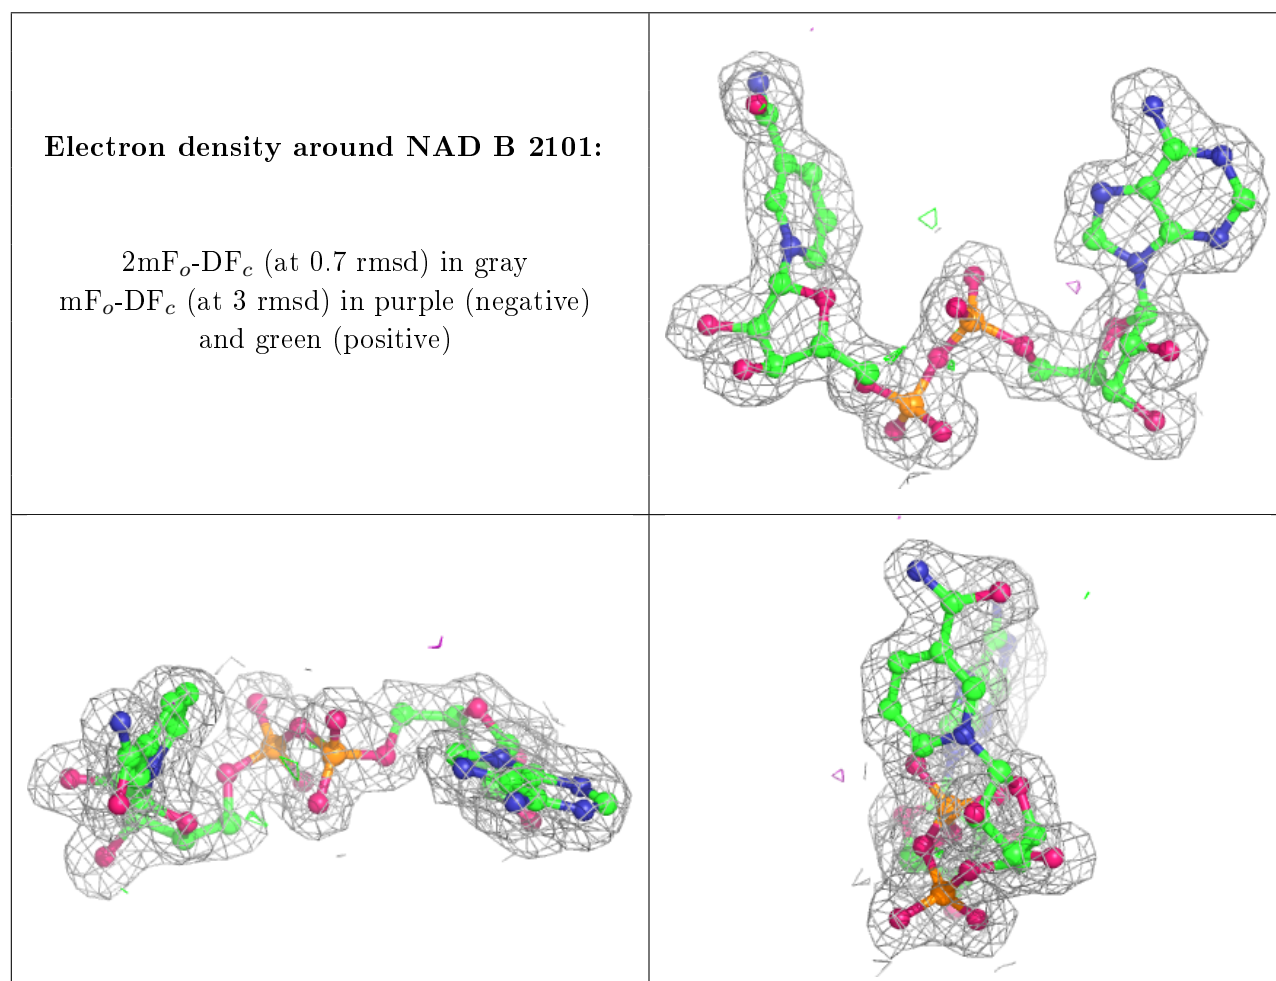 Electron density around NAD B 2101:
2mFo-DFc (at 0.7 rmsd) in gray
mFo-DFc (at 3 rmsd) in purple (negative)
and green (positive)